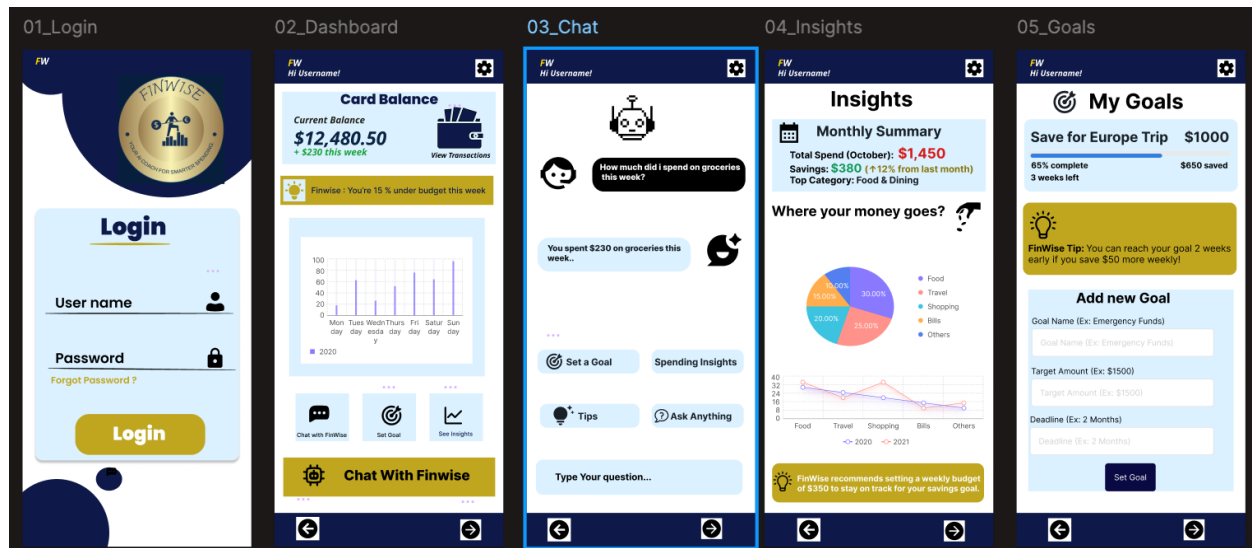 01_Login
FW
FINWISE
YOUR AI COACH FOR SMARTER SPENDING
Login
User name
Password
Forgot Password ?
Login
02_Dashboard
FW
Hi Username!
Card Balance
Current Balance
$12,480.50
+ $230 this week
View Transactions
Finwise : You're 15 % under budget this week
100
80
60
40
20
0
Mon
day
Tues
day
Wedn
esda
y
Thurs
day
Fri
day
Satur
day
Sun
day
2020
Chat with FinWise
Set Goal
See Insights
Chat With Finwise
03_Chat
FW
Hi Username!
How much did i spend on groceries
this week?
You spent $230 on groceries this
week..
Set a Goal
Spending Insights
Tips
Ask Anything
Type Your question...
04_Insights
FW
Hi Username!
Insights
Monthly Summary
Total Spend (October): $1,450
Savings: $380 (↑12% from last month)
Top Category: Food & Dining
Where your money goes?
10.00%
30.00%
15.00%
20.00%
25.00%
Food
Travel
Shopping
Bills
Others
40
32
24
16
8
0
Food Travel Shopping Bills Others
2020 2021
FinWise recommends setting a weekly budget
of $350 to stay on track for your savings goal.
05_Goals
FW
Hi Username!
My Goals
Save for Europe Trip $1000
65% complete $650 saved
3 weeks left
FinWise Tip: You can reach your goal 2 weeks
early if you save $50 more weekly!
Add new Goal
Goal Name (Ex: Emergency Funds)
Goal Name (Ex: Emergency Funds)
Target Amount (Ex: $1500)
Target Amount (Ex: $1500)
Deadline (Ex: 2 Months)
Deadline (Ex: 2 Months)
Set Goal